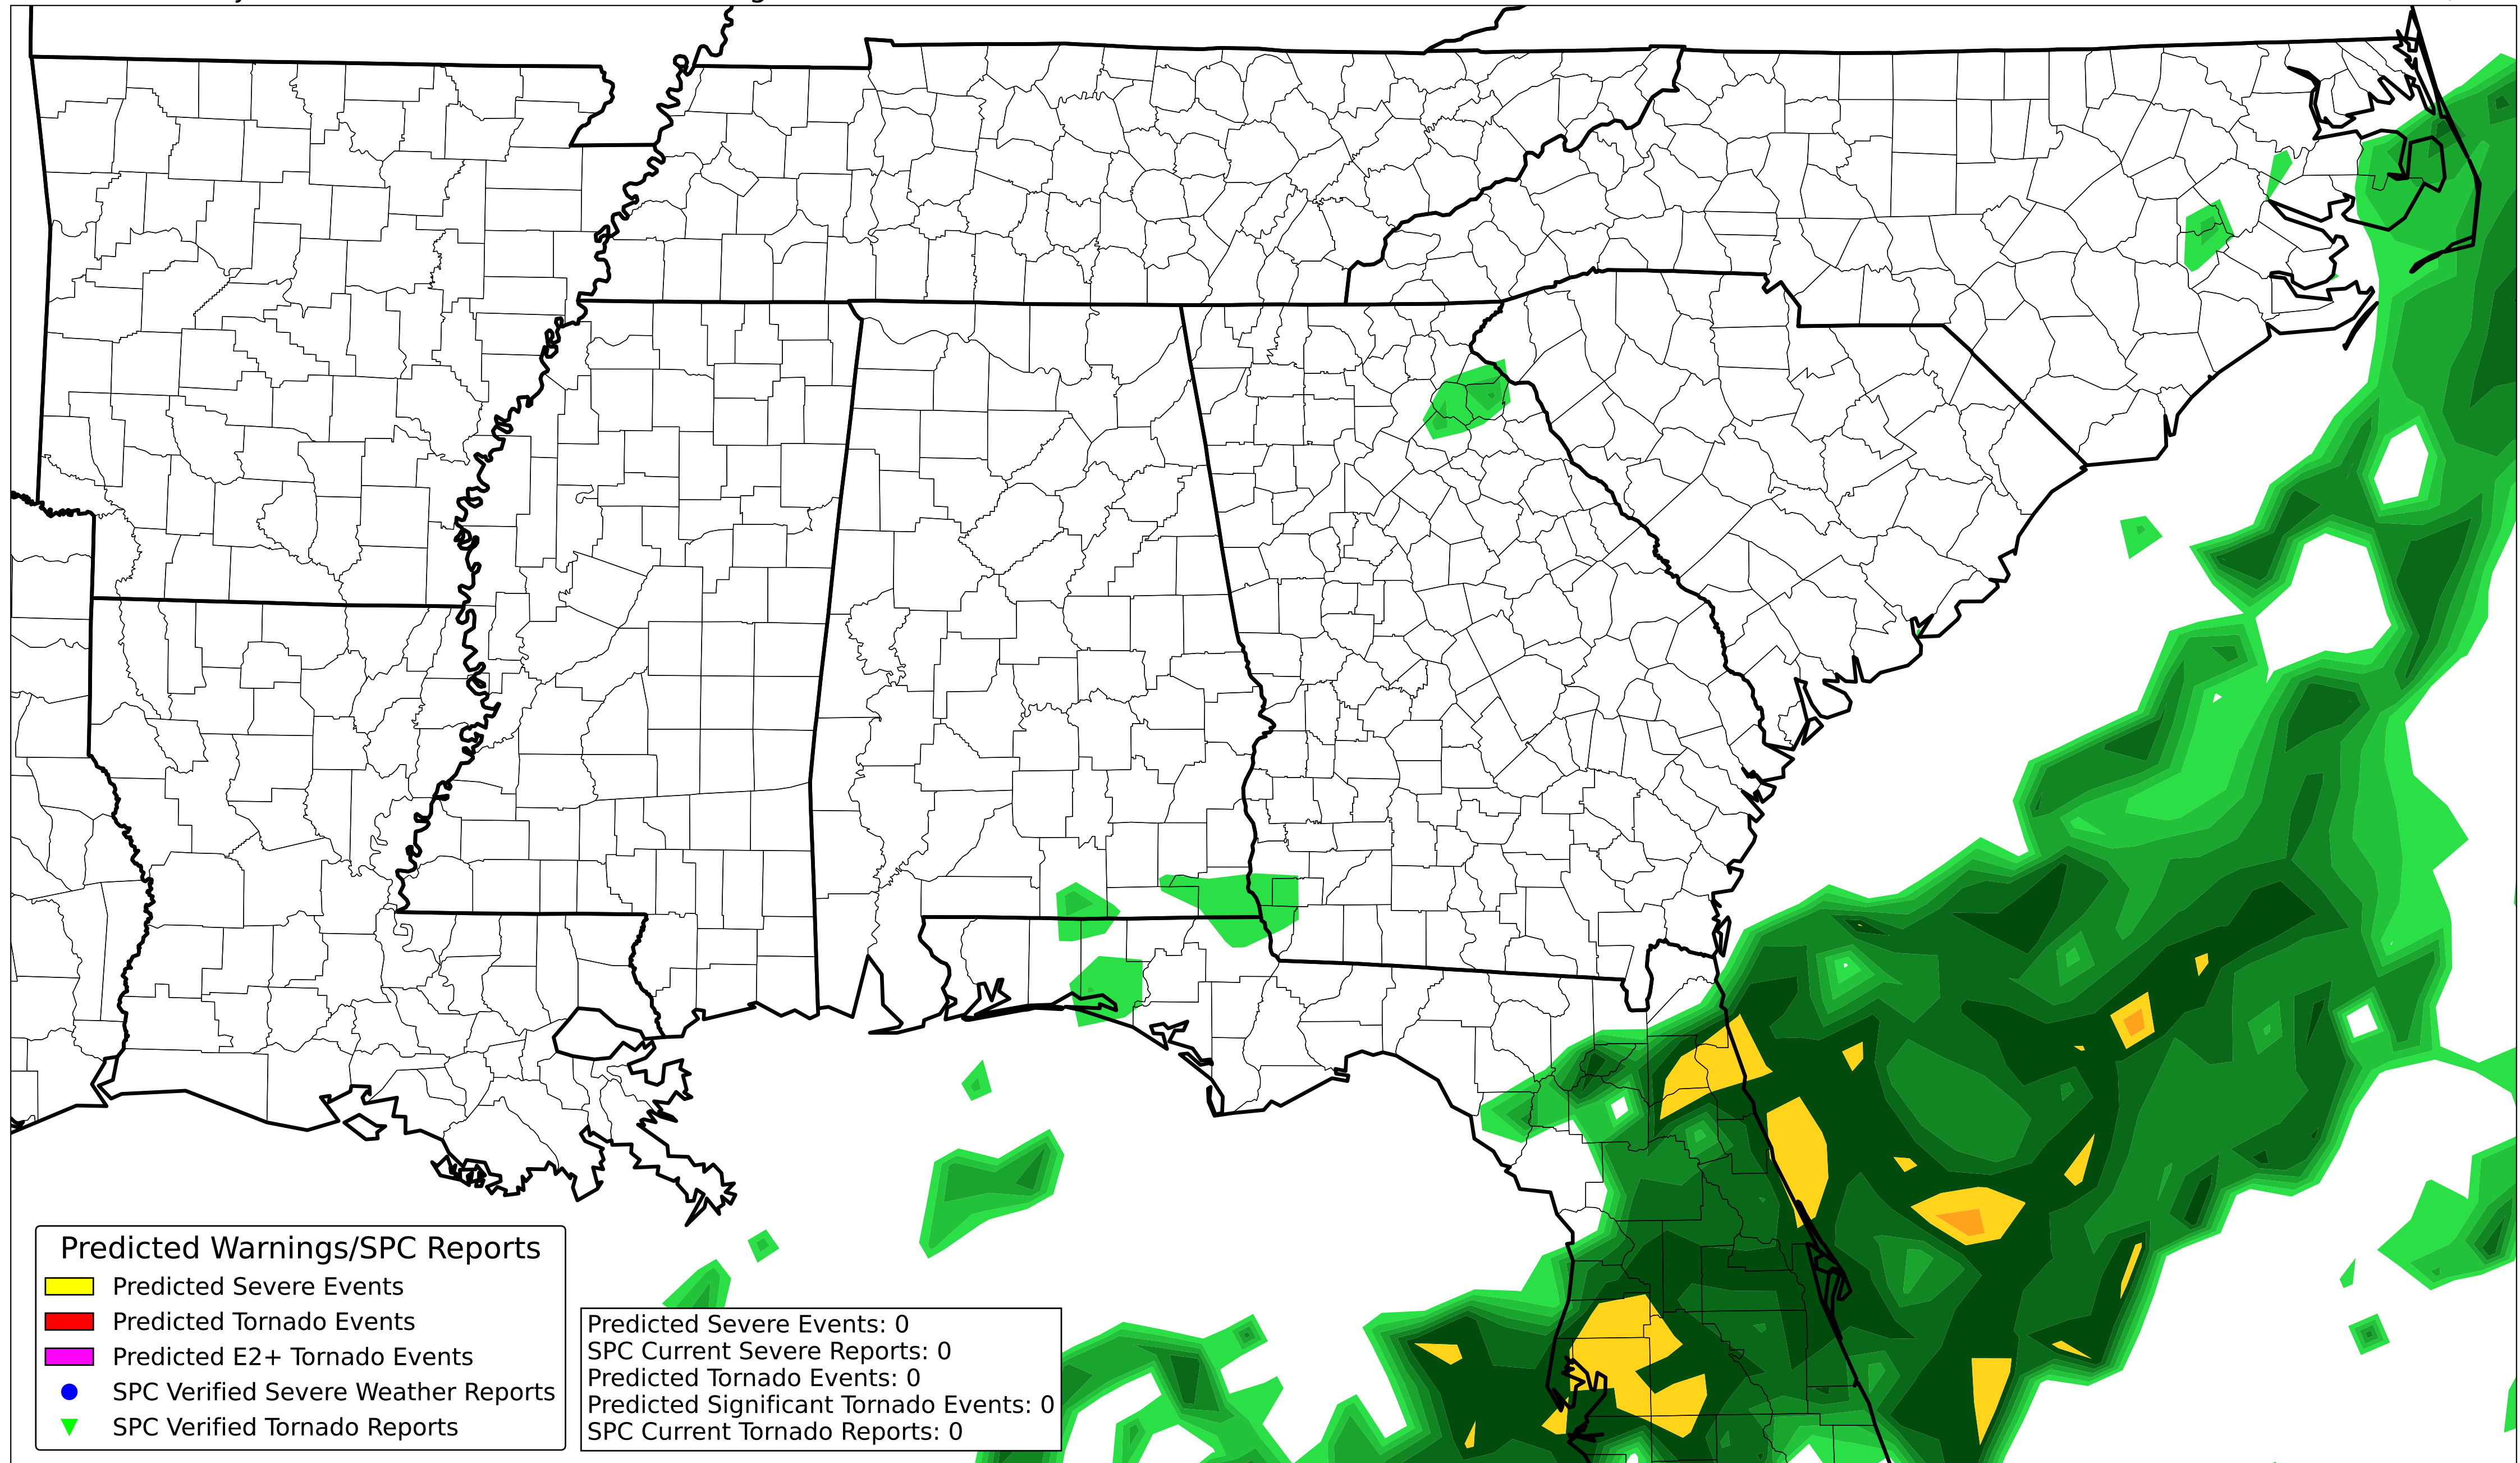 Predicted Warnings/SPC Reports
Predicted Severe Events
Predicted Tornado Events
Predicted E2+ Tornado Events
SPC Verified Severe Weather Reports
SPC Verified Tornado Reports
Predicted Severe Events: 0
SPC Current Severe Reports: 0
Predicted Tornado Events: 0
Predicted Significant Tornado Events: 0
SPC Current Tornado Reports: 0